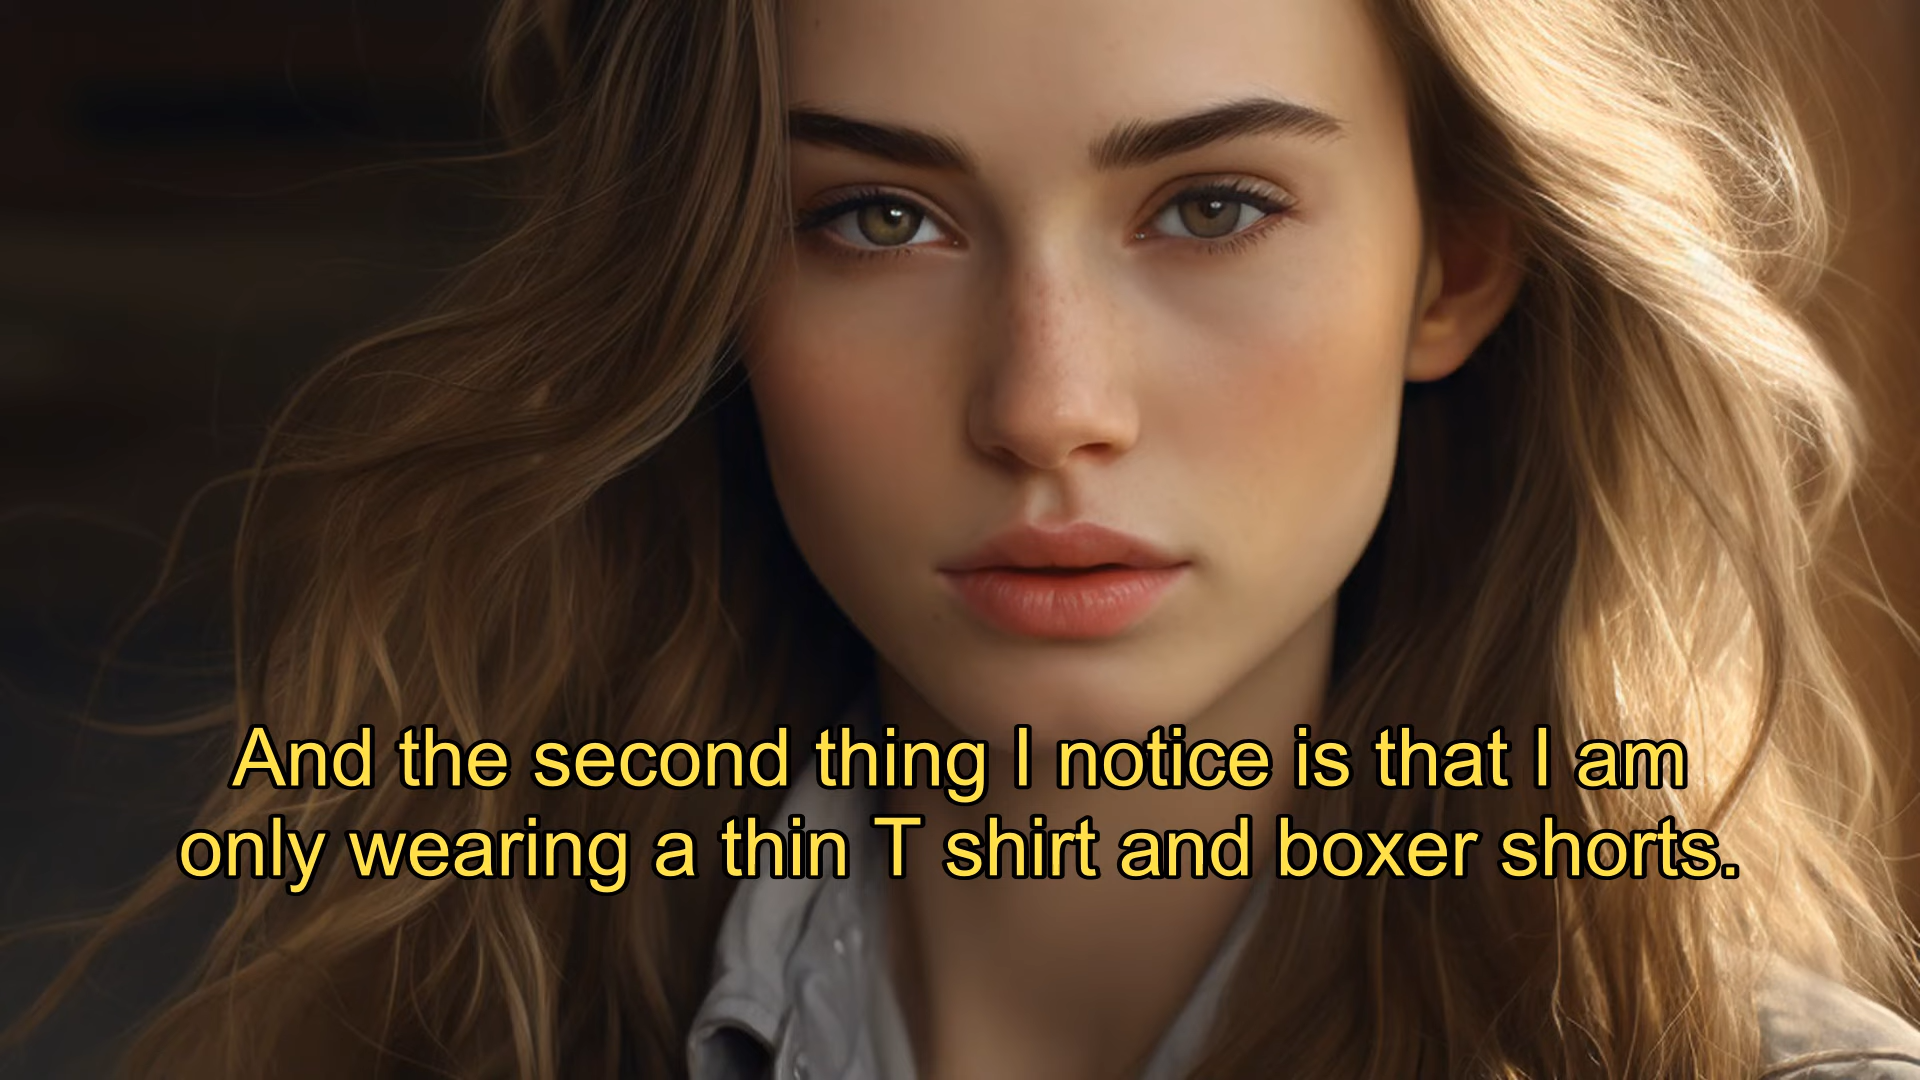 And the second thing I notice is that I am
only wearing a thin T shirt and boxer shorts.